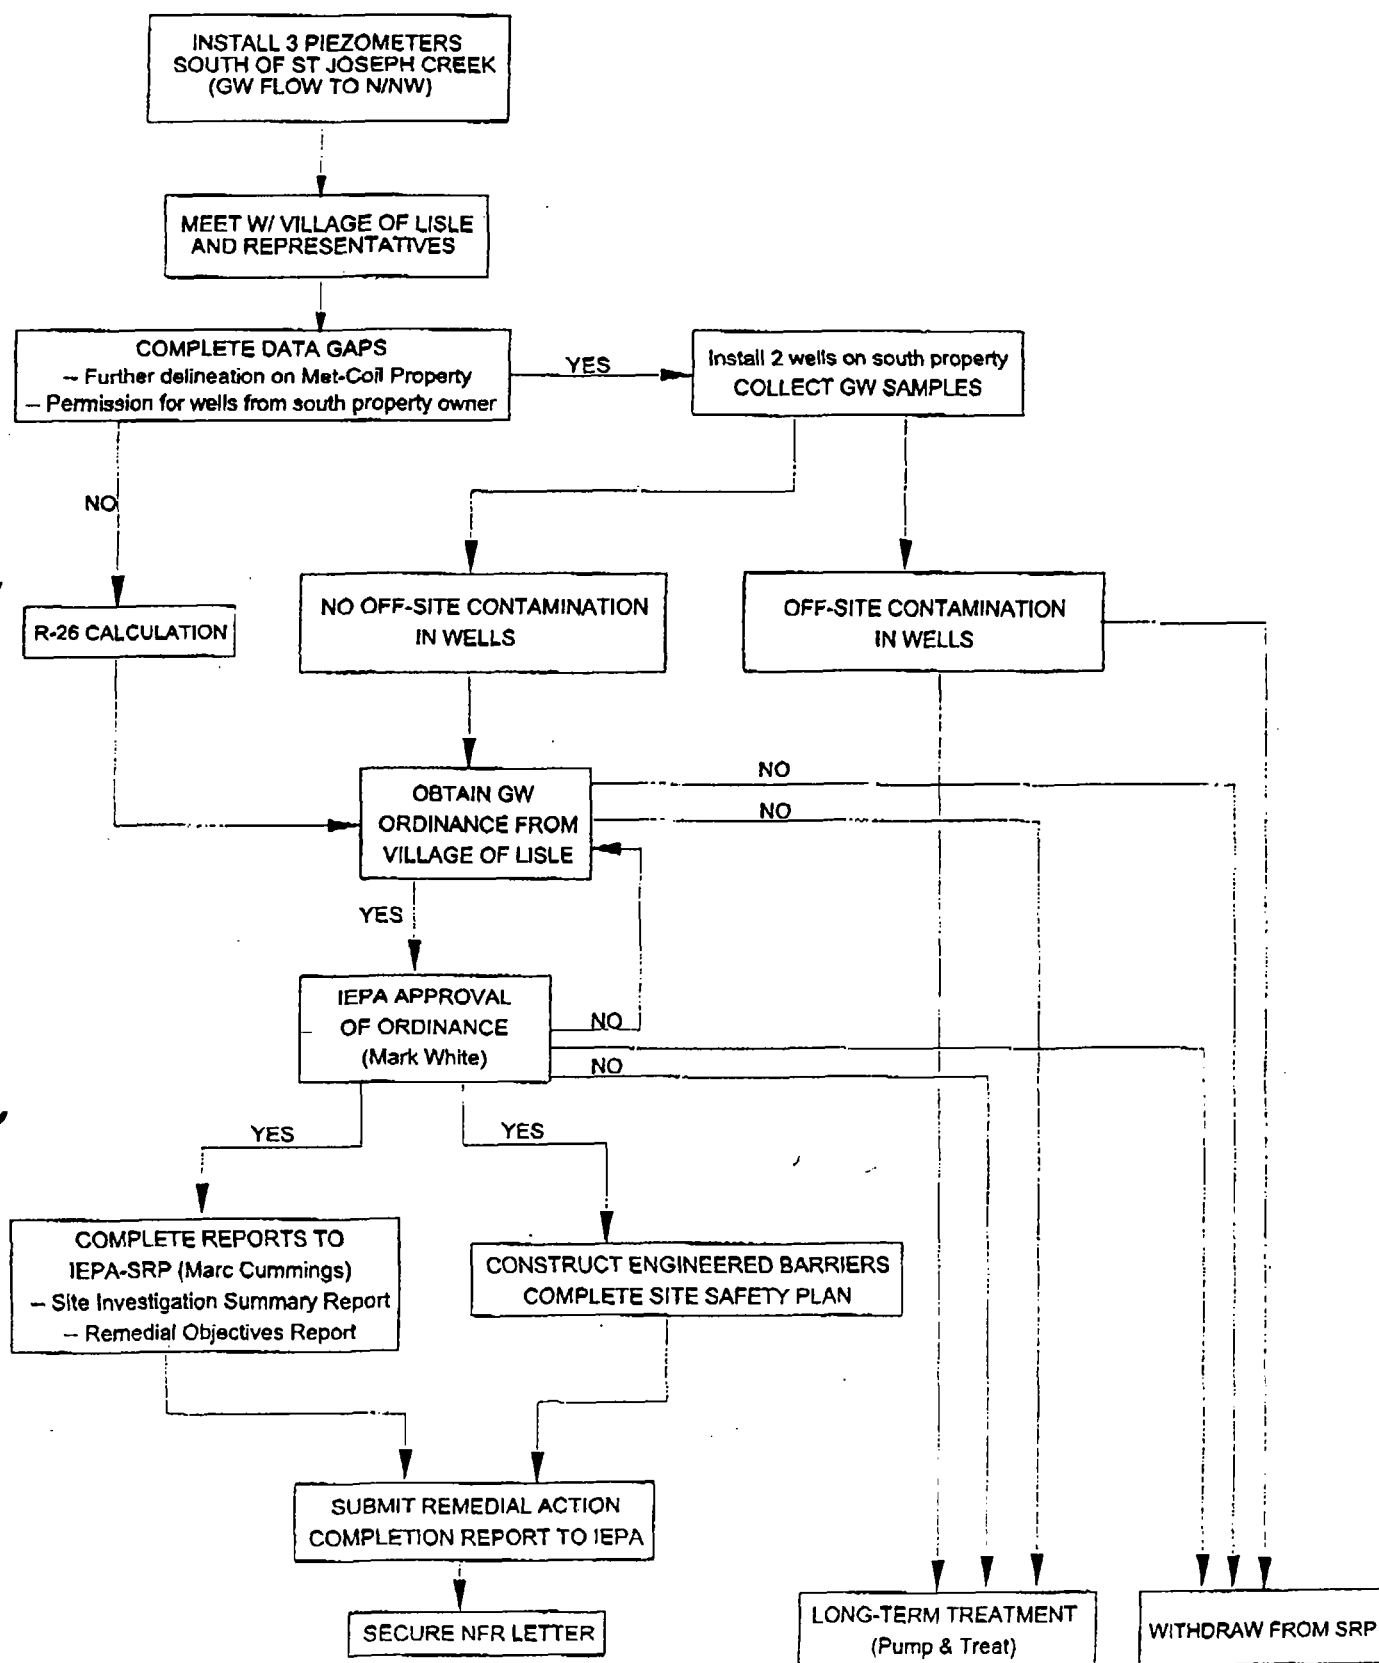 INSTALL 3 PIEZOMETERS
SOUTH OF ST JOSEPH CREEK
(GW FLOW TO N/NW)
MEET W/ VILLAGE OF LISLE
AND REPRESENTATIVES
COMPLETE DATA GAPS
– Further delineation on Met-Coil Property
– Permission for wells from south property owner
YES
Install 2 wells on south property
COLLECT GW SAMPLES
NO
R-26 CALCULATION
NO OFF-SITE CONTAMINATION
IN WELLS
OFF-SITE CONTAMINATION
IN WELLS
OBTAIN GW
ORDINANCE FROM
VILLAGE OF LISLE
NO
NO
YES
IEPA APPROVAL
OF ORDINANCE
(Mark White)
NO
NO
YES
YES
COMPLETE REPORTS TO
IEPA-SRP (Marc Cummings)
– Site Investigation Summary Report
– Remedial Objectives Report
CONSTRUCT ENGINEERED BARRIERS
COMPLETE SITE SAFETY PLAN
SUBMIT REMEDIAL ACTION
COMPLETION REPORT TO IEPA
SECURE NFR LETTER
LONG-TERM TREATMENT
(Pump & Treat)
WITHDRAW FROM SRP